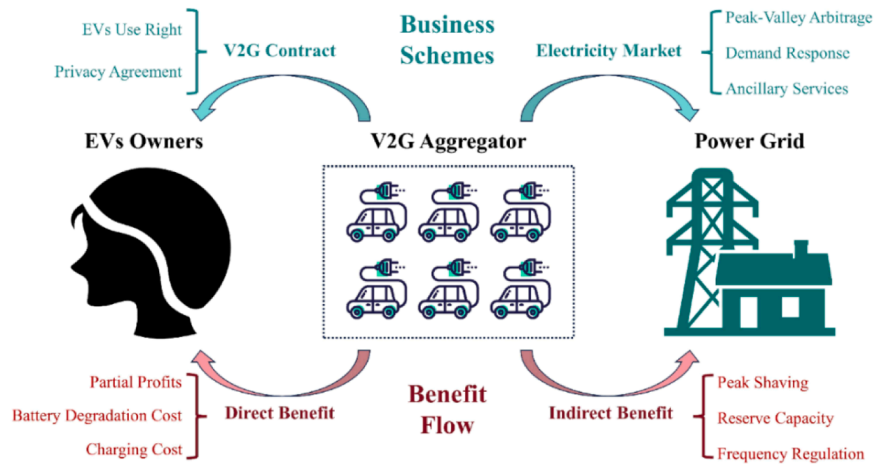 Business
Schemes
EVs Use Right
Privacy Agreement
V2G Contract
Electricity Market
Peak-Valley Arbitrage
Demand Response
Ancillary Services
EVs Owners
V2G Aggregator
Power Grid
Partial Profits
Battery Degradation Cost
Charging Cost
Direct Benefit
Benefit
Flow
Indirect Benefit
Peak Shaving
Reserve Capacity
Frequency Regulation